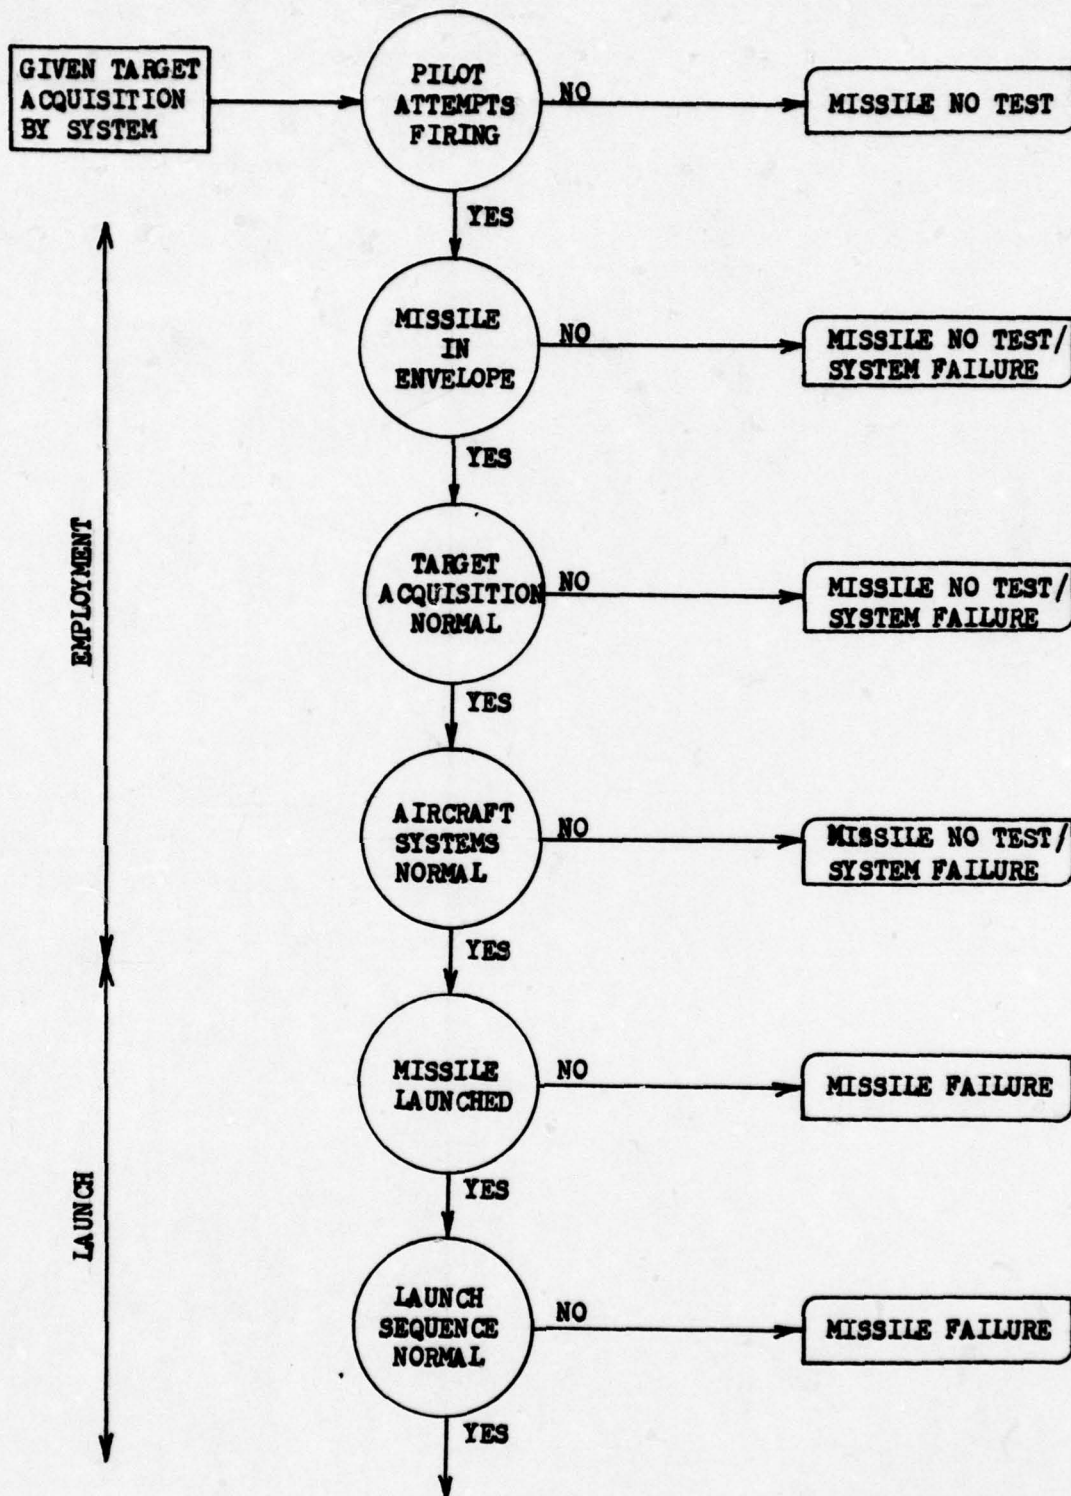 GIVEN TARGET
ACQUISITION
BY SYSTEM
PILOT
ATTEMPTS
FIRING
NO
MISSILE NO TEST
YES
MISSILE
IN
ENVELOPE
NO
MISSILE NO TEST/
SYSTEM FAILURE
YES
EMPLOYMENT
TARGET
ACQUISITION
NORMAL
NO
MISSILE NO TEST/
SYSTEM FAILURE
YES
AIRCRAFT
SYSTEMS
NORMAL
NO
MISSILE NO TEST/
SYSTEM FAILURE
YES
MISSILE
LAUNCHED
NO
MISSILE FAILURE
YES
LAUNCH
LAUNCH
SEQUENCE
NORMAL
NO
MISSILE FAILURE
YES